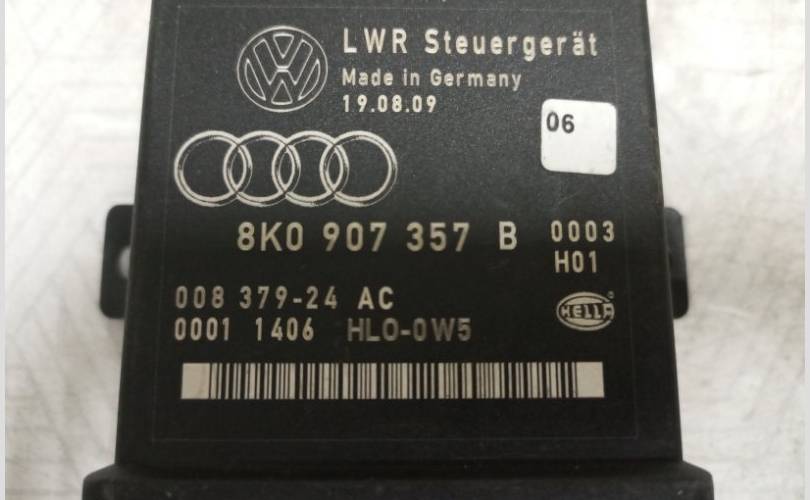 LWR Steuergerät
Made in Germany
19.08.09
06
8K0 907 357 B 0003
H01
008 379-24 AC
0001 1406 HLO-0W5
HELLA